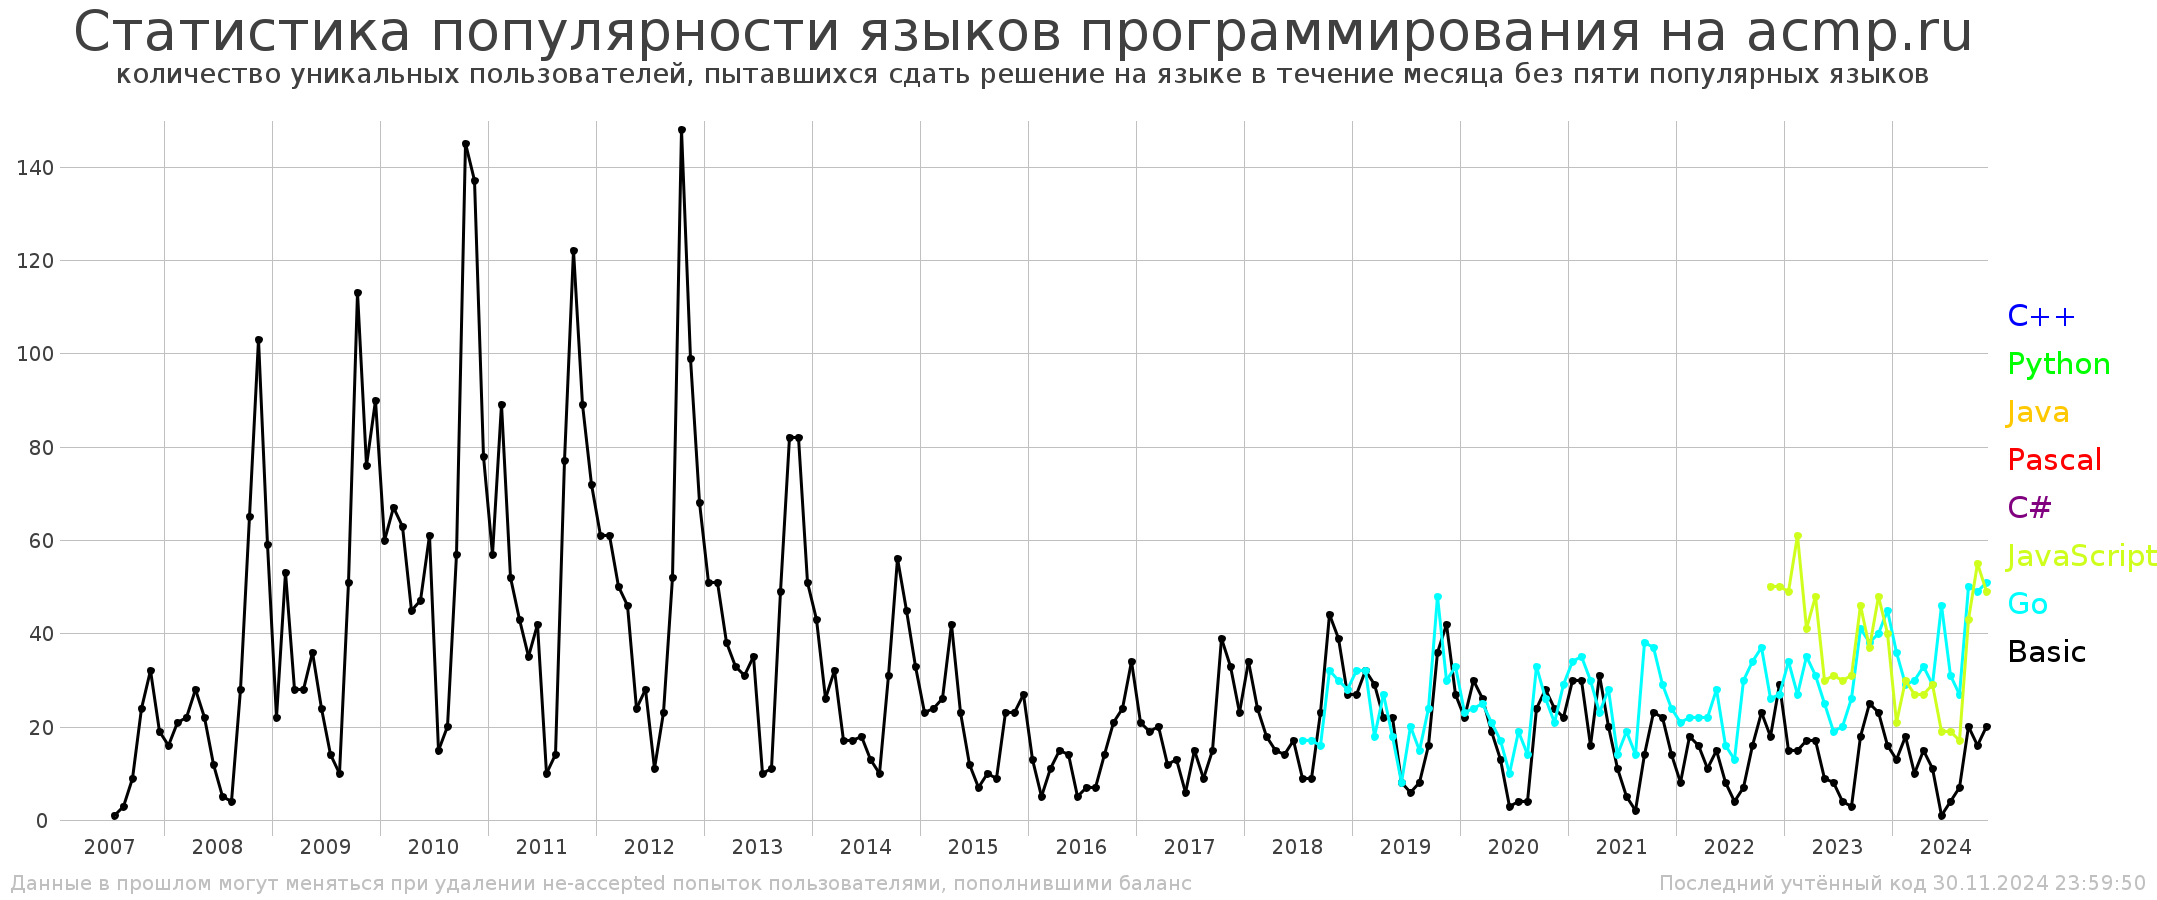 Статистика популярности языков программирования на acmp.ru
количество уникальных пользователей, пытавшихся сдать решение на языке в течение месяца без пяти популярных языков
140
120
100
80
60
40
20
0
C++
Python
Java
Pascal
C#
JavaScript
Go
Basic
2007 2008 2009 2010 2011 2012 2013 2014 2015 2016 2017 2018 2019 2020 2021 2022 2023 2024
Данные в прошлом могут меняться при удалении не-accepted попыток пользователями, пополнившими баланс
Последний учтённый код 30.11.2024 23:59:50